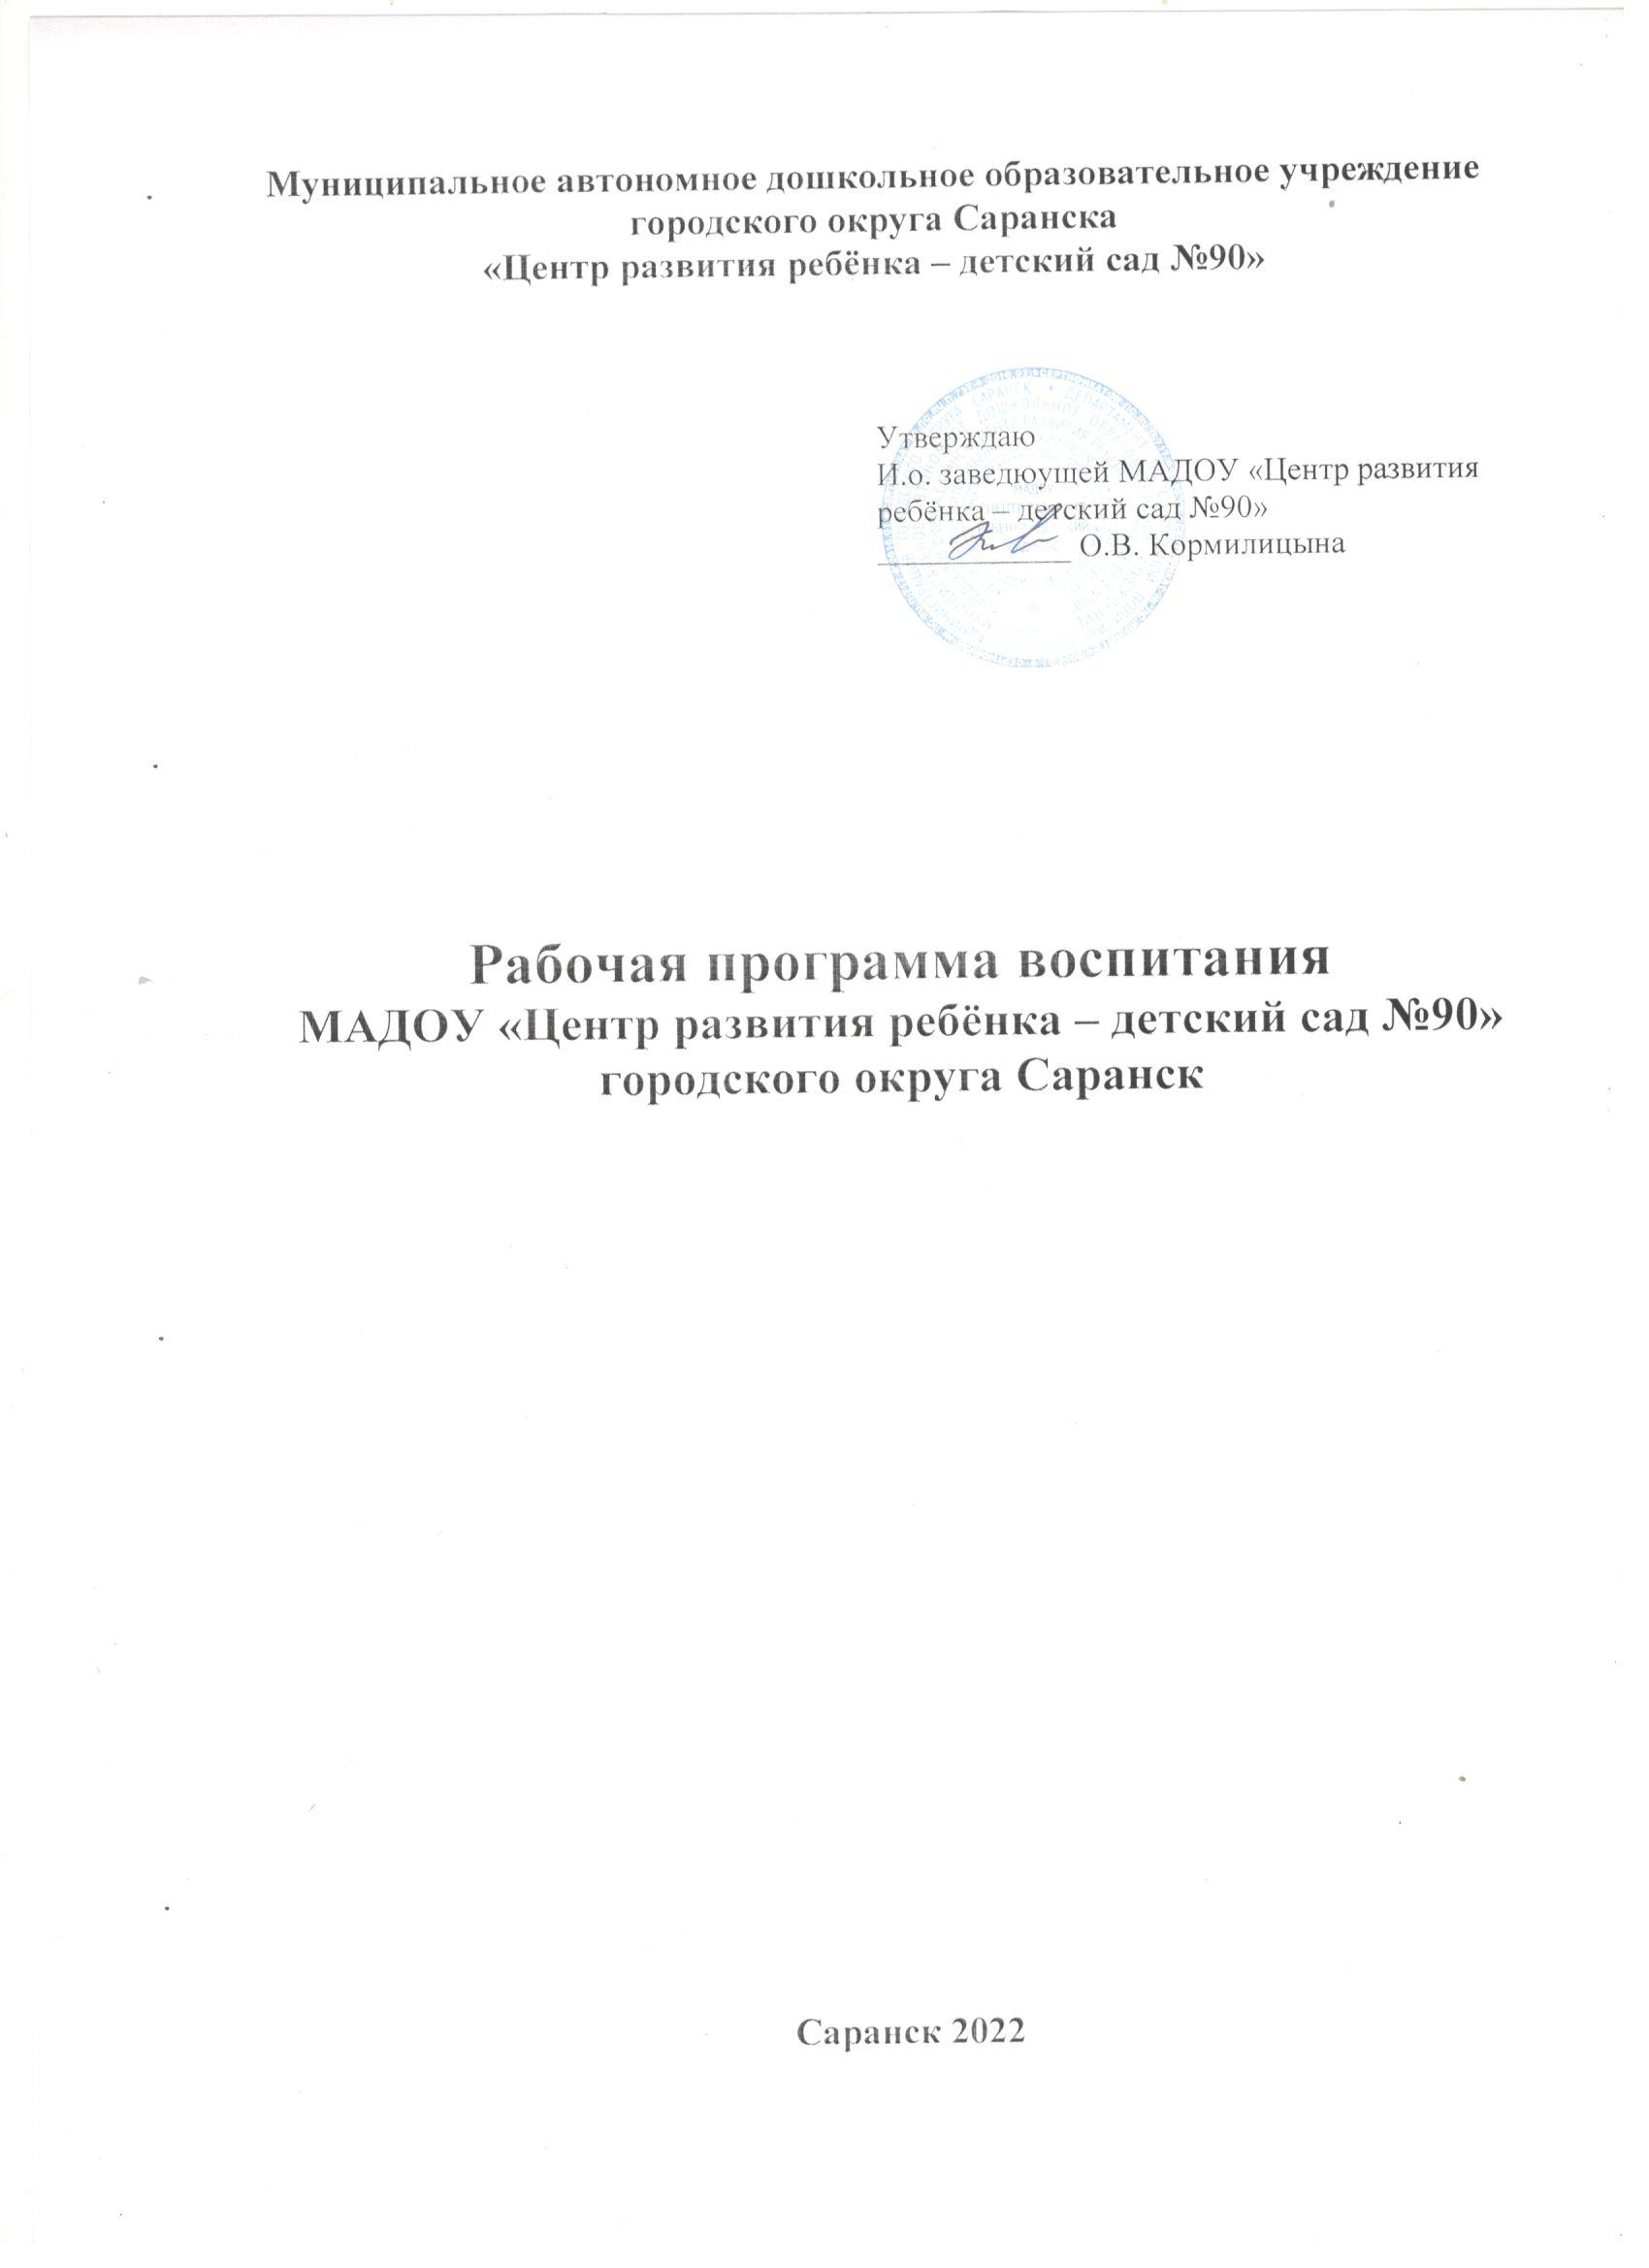 Муниципальное автономное дошкольное образовательное учреждение
городского округа Саранска
«Центр развития ребёнка – детский сад №90»
Утверждаю
И.о. заведюущей МАДОУ «Центр развития
ребёнка – детский сад №90»
____________ О.В. Кормилицына
Рабочая программа воспитания
МАДОУ «Центр развития ребёнка – детский сад №90»
городского округа Саранск
Саранск 2022